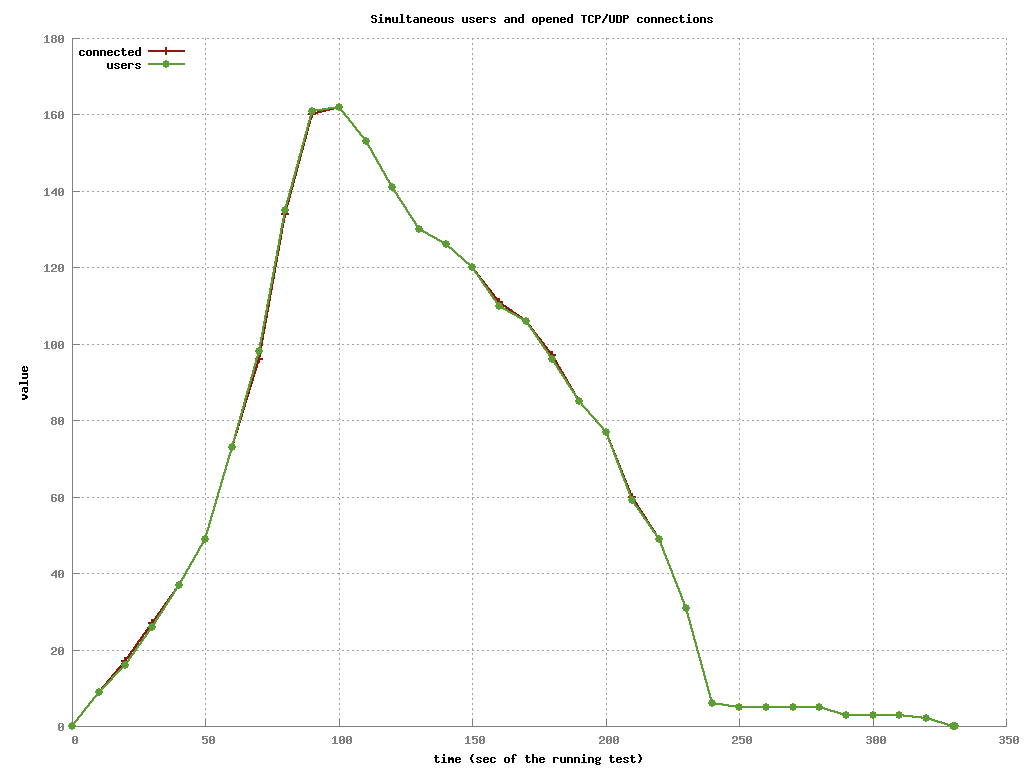 Simultaneous users and opened TCP/UDP connections
connected
users
180
160
140
120
100
80
60
40
20
0
value
0 50 100 150 200 250 300 350
time (sec of the running test)